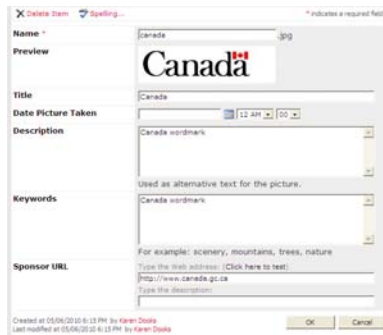 Delete Item Spelling... * indicates a required field
Name * canada .jpg
Preview Canada
Title Canada
Date Picture Taken 12 AM 00
Description Canada wordmark
Used as alternative text for the picture.
Keywords Canada wordmark
For example: scenery, mountains, trees, nature
Sponsor URL Type the Web address: (Click here to test)
http://www.canada.gc.ca
Type the description:
Created at 05/06/2010 6:15 PM by Karen Dooks
Last modified at 05/06/2010 6:15 PM by Karen Dooks
OK Cancel